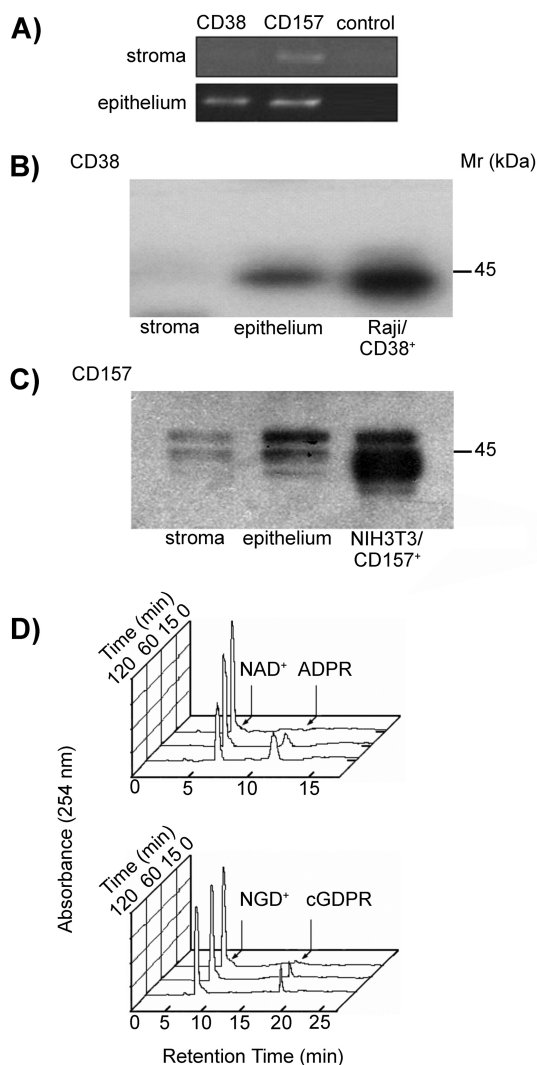 A)
CD38 CD157 control
stroma
epithelium
B)
CD38 Mr (kDa)
45
stroma epithelium Raji/
CD38⁺
C)
CD157
45
stroma epithelium NIH3T3/
CD157⁺
D)
Time (min)
120 60 15 0
NAD⁺ ADPR
0 5 10 15
Absorbance (254 nm)
Time (min)
120 60 15 0
NGD⁺ cGDPR
0 5 10 15 20 25
Retention Time (min)